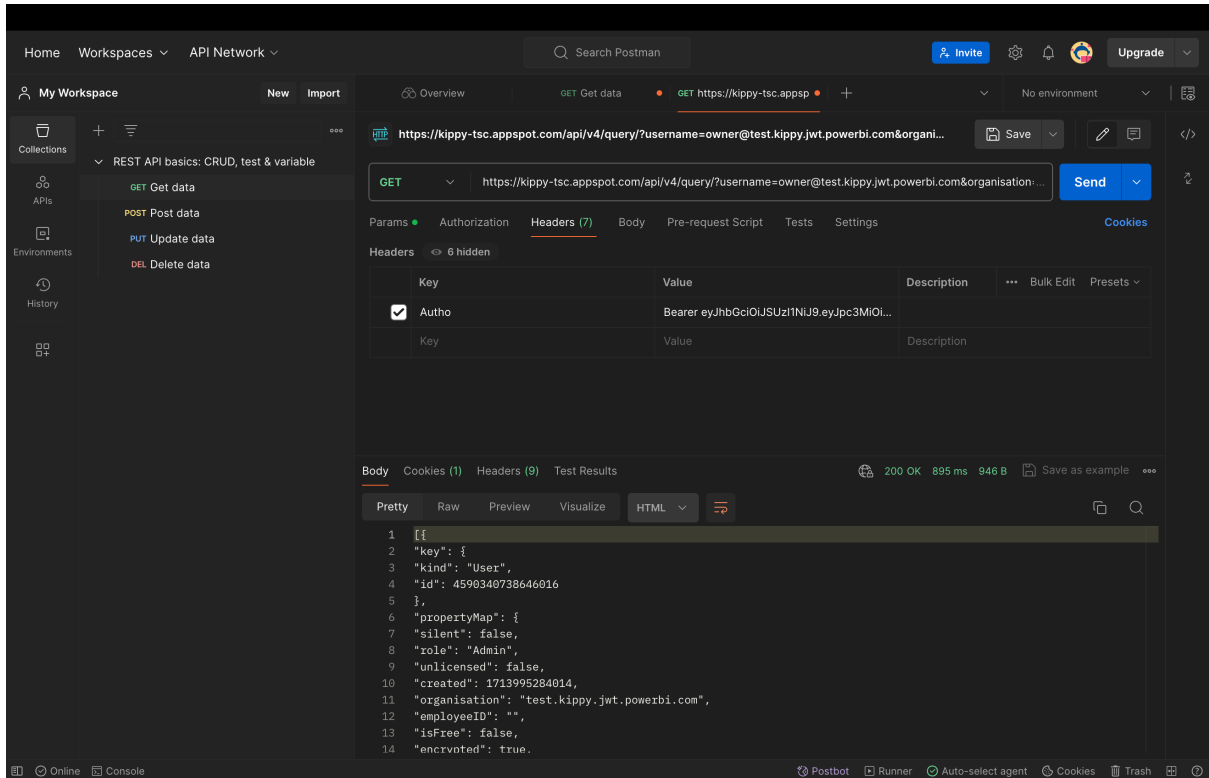 Home Workspaces API Network Search Postman Invite Upgrade
My Workspace New Import Overview GET Get data GET https://kippy-tsc.appsp No environment
Collections
APIs
Environments
History
REST API basics: CRUD, test & variable
GET Get data
POST Post data
PUT Update data
DEL Delete data
HTTP https://kippy-tsc.appspot.com/api/v4/query/?username=owner@test.kippy.jwt.powerbi.com&organi... Save
GET https://kippy-tsc.appspot.com/api/v4/query/?username=owner@test.kippy.jwt.powerbi.com&organisation=... Send
Params Authorization Headers (7) Body Pre-request Script Tests Settings Cookies
Headers 6 hidden
Key Value Description Bulk Edit Presets
Autho Bearer eyJhbGciOiJSUzI1NiJ9.eyJpc3MiOi...
Key Value Description
Body Cookies (1) Headers (9) Test Results 200 OK 895 ms 946 B Save as example
Pretty Raw Preview Visualize HTML
1 [{
2 "key": {
3 "kind": "User",
4 "id": 4590340738646016
5 },
6 "propertyMap": {
7 "silent": false,
8 "role": "Admin",
9 "unlicensed": false,
10 "created": 1713995284014,
11 "organisation": "test.kippy.jwt.powerbi.com",
12 "employeeID": "",
13 "isFree": false,
14 "encrypted": true,
Online Console Postbot Runner Auto-select agent Cookies Trash